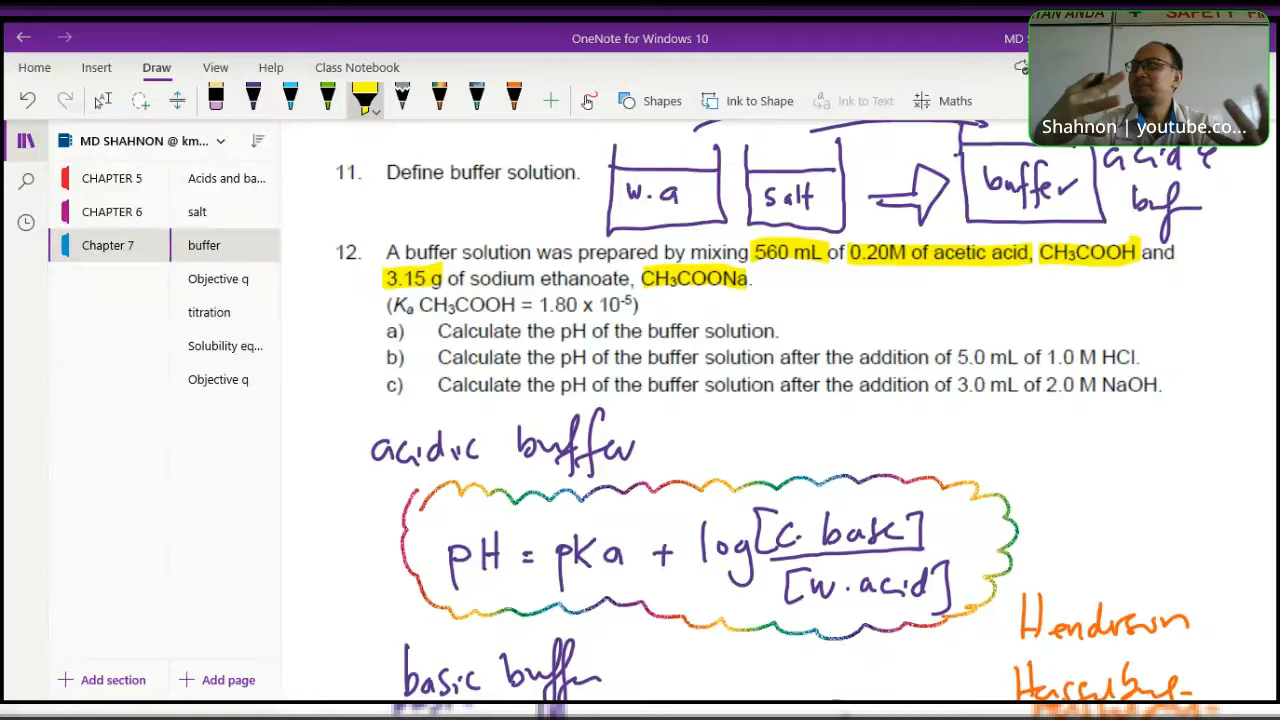 OneNote for Windows 10
MD S
TAN ANDA + SAFETY FI
Home Insert Draw View Help Class Notebook
Shapes Ink to Shape Ink to Text Maths
Shahnon | youtube.co...
MD SHAHNON @ km...
CHAPTER 5 Acids and ba...
CHAPTER 6 salt
Chapter 7 buffer
Objective q
titration
Solubility eq...
Objective q
Add section Add page
11. Define buffer solution.
w.a salt buffer
buf
12. A buffer solution was prepared by mixing 560 mL of 0.20M of acetic acid, CH₃COOH and
3.15 g of sodium ethanoate, CH₃COONa.
(Kₐ CH₃COOH = 1.80 x 10⁻⁵)
a) Calculate the pH of the buffer solution.
b) Calculate the pH of the buffer solution after the addition of 5.0 mL of 1.0 M HCl.
c) Calculate the pH of the buffer solution after the addition of 3.0 mL of 2.0 M NaOH.
acidic buffer
pH = pKa + log [c. base]
[w. acid]
Henderson
basic buffer